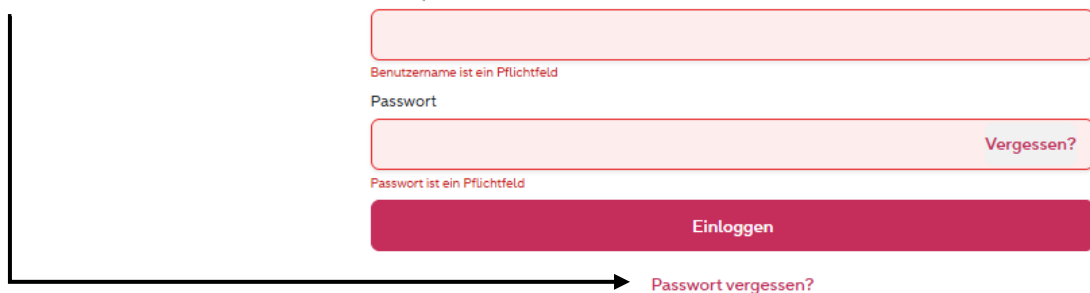 Benutzername ist ein Pflichtfeld
Passwort
Vergessen?
Passwort ist ein Pflichtfeld
Einloggen
Passwort vergessen?